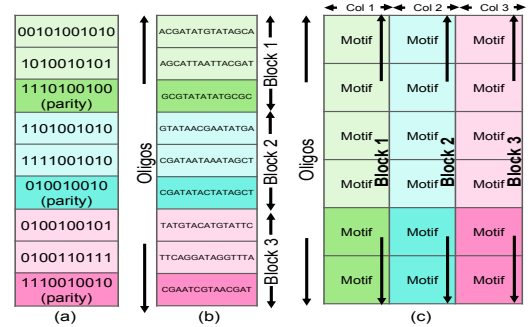 Col 1 Col 2 Col 3
00101001010
1010010101
1110100100
(parity)
1101001010
1111001010
010010010
(parity)
0100100101
0100110111
1110010010
(parity)
(a)
Oligos
ACGATATGTATAGCA
AGCATTAATTACGAT
GCGTATATATGCGC
GTATAACGAATATGA
CGATAATAAATAGCT
CGATATACTATAGCT
TATGTACATGTATTC
TTCAGGATAGGTTTA
CGAATCGTAACGAT
Block 1
Block 2
Block 3
(b)
Oligos
Motif Motif Motif
Motif Motif Motif
Motif Motif Motif
Motif Motif Motif
Motif Motif Motif
Motif Motif Motif
Block 1 Block 2 Block 3
(c)